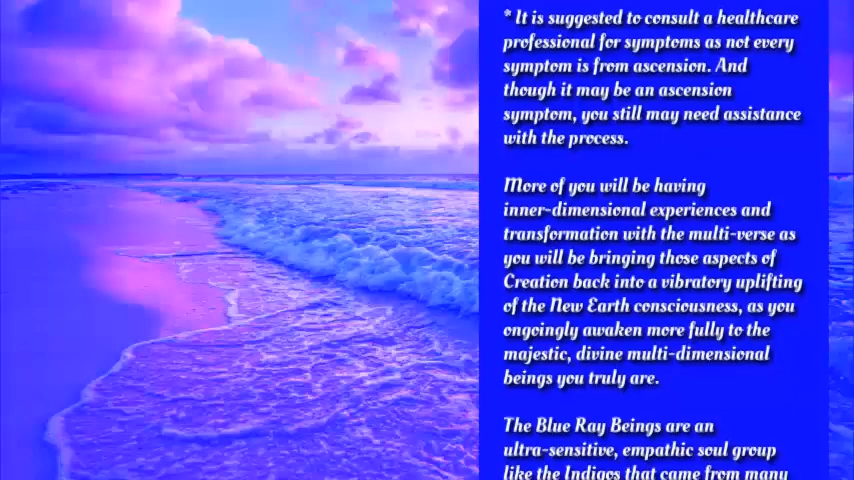 * It is suggested to consult a healthcare
professional for symptoms as not every
symptom is from ascension. And
though it may be an ascension
symptom, you still may need assistance
with the process.
More of you will be having
inner-dimensional experiences and
transformation with the multi-verse as
you will be bringing those aspects of
Creation back into a vibratory uplifting
of the New Earth consciousness, as you
ongoingly awaken more fully to the
majestic, divine multi-dimensional
beings you truly are.
The Blue Ray Beings are an
ultra-sensitive, empathic soul group
like the Indigos that came from many